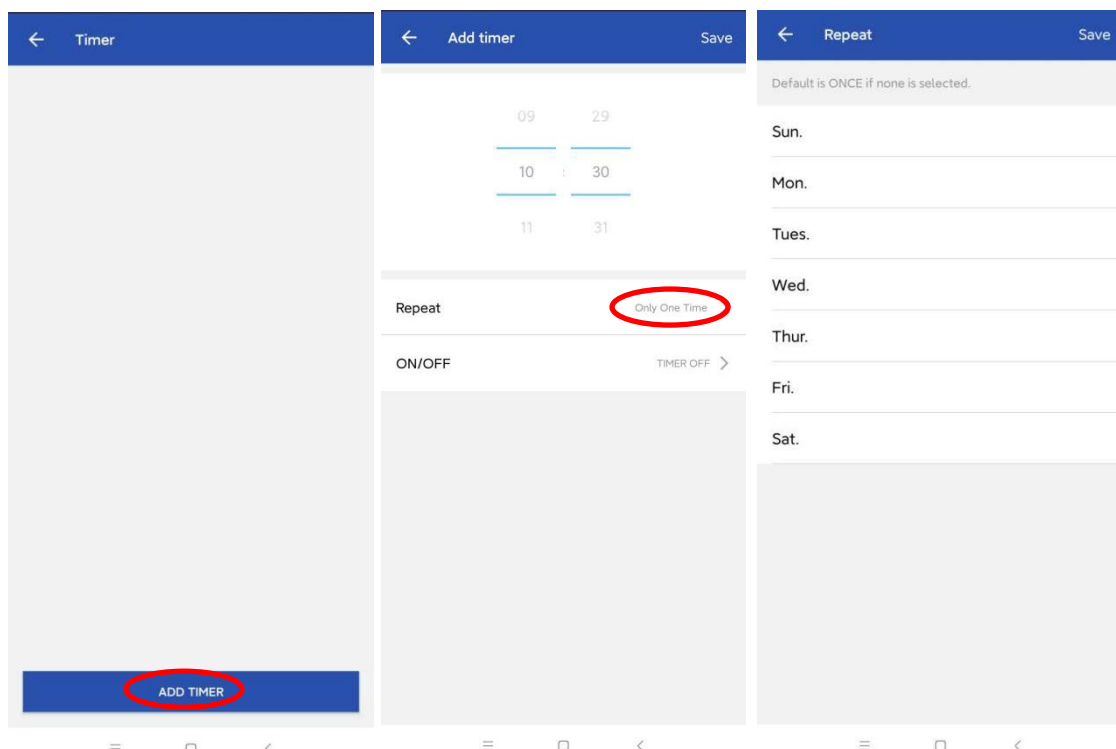 Timer
ADD TIMER
Add timer Save
09 29
10 : 30
11 31
Repeat Only One Time
ON/OFF TIMER OFF
Repeat Save
Default is ONCE if none is selected.
Sun.
Mon.
Tues.
Wed.
Thur.
Fri.
Sat.